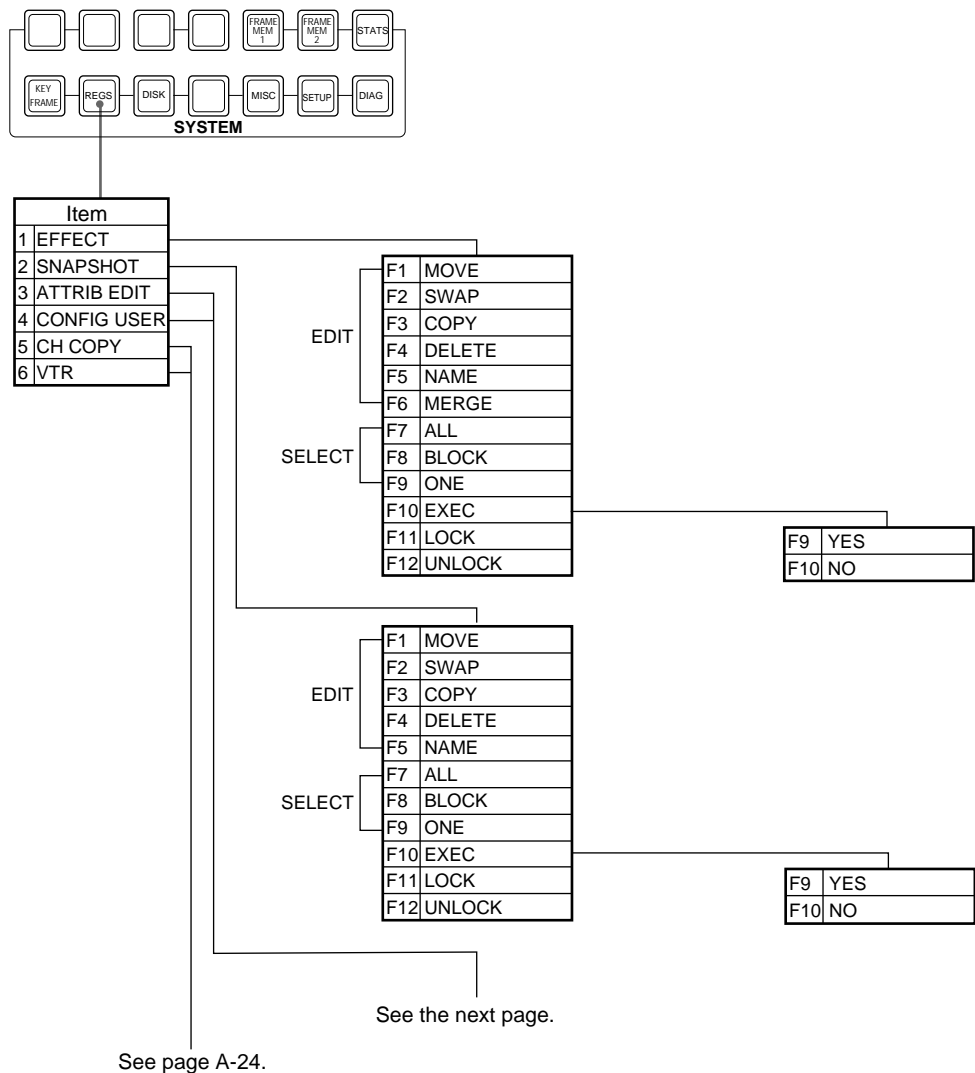 FRAME
MEM
1
FRAME
MEM
2
STATS
KEY
FRAME
REGS
DISK
MISC
SETUP
DIAG
SYSTEM
Item
1 EFFECT
2 SNAPSHOT
3 ATTRIB EDIT
4 CONFIG USER
5 CH COPY
6 VTR
EDIT
SELECT
F1 MOVE
F2 SWAP
F3 COPY
F4 DELETE
F5 NAME
F6 MERGE
F7 ALL
F8 BLOCK
F9 ONE
F10 EXEC
F11 LOCK
F12 UNLOCK
F9 YES
F10 NO
EDIT
SELECT
F1 MOVE
F2 SWAP
F3 COPY
F4 DELETE
F5 NAME
F7 ALL
F8 BLOCK
F9 ONE
F10 EXEC
F11 LOCK
F12 UNLOCK
F9 YES
F10 NO
See the next page.
See page A-24.